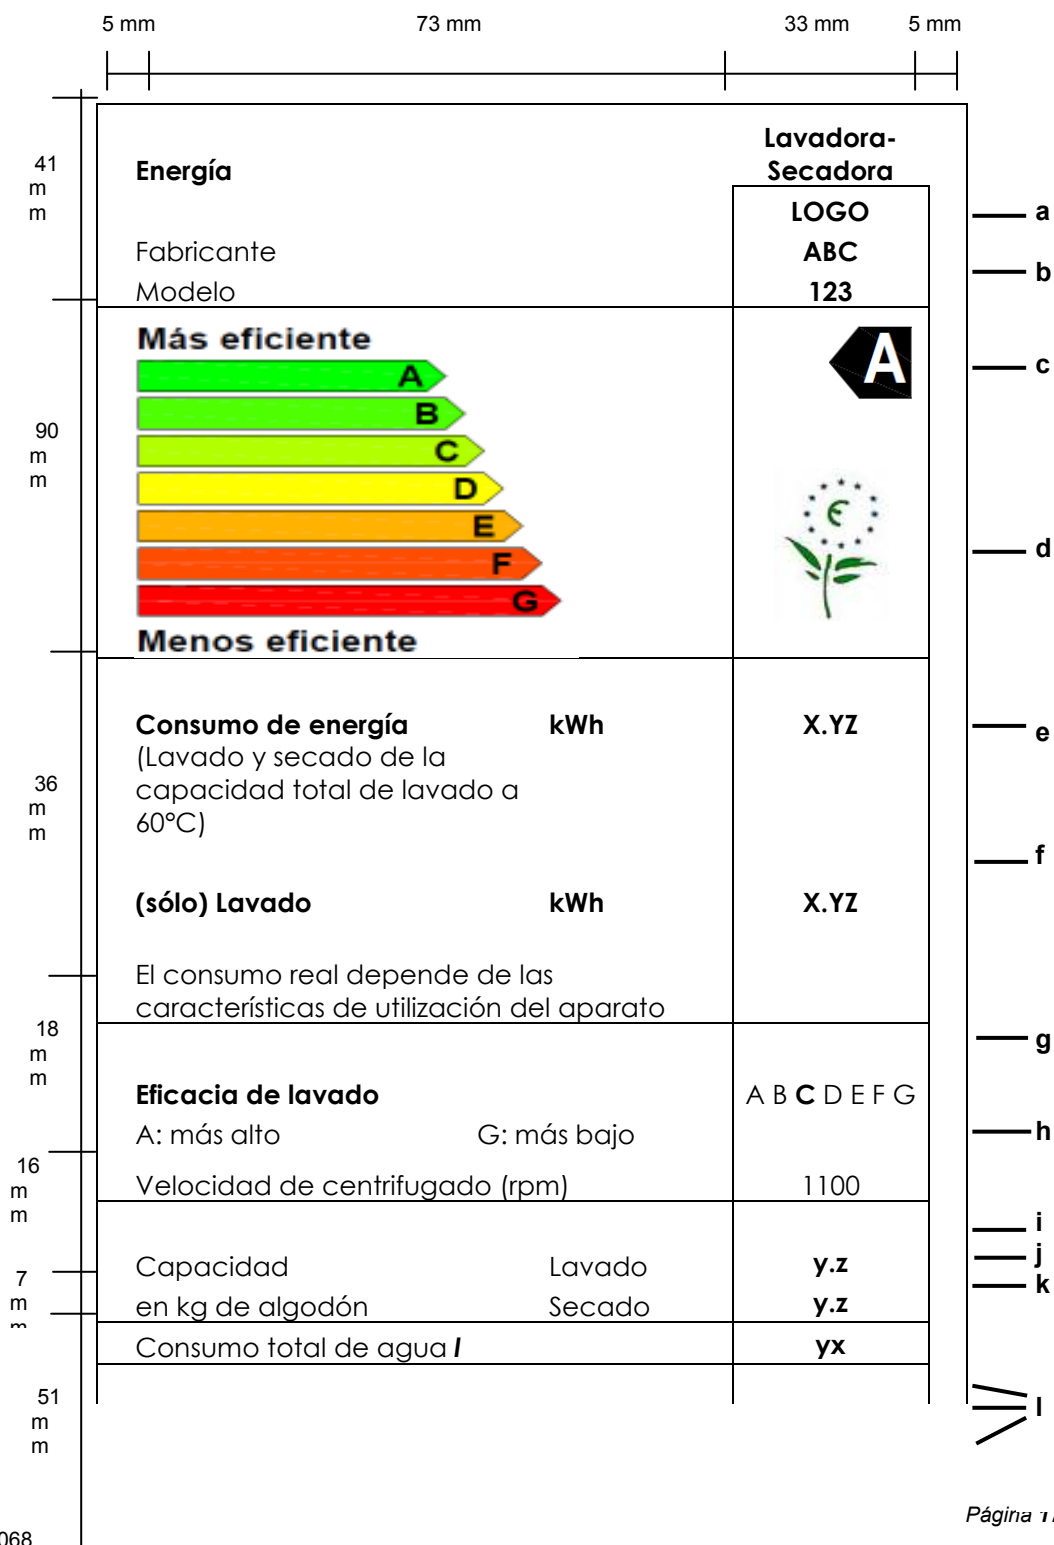 5 mm 73 mm 33 mm 5 mm
Lavadora-
Energía Secadora
41
m
m
LOGO a
Fabricante ABC
b
Modelo 123
Más eficiente
A A c
B
90
m
m
C
D
E
F d
G
Menos eficiente
Consumo de energía kWh X.YZ e
(Lavado y secado de la
capacidad total de lavado a
60°C)
36
m
m
f
(sólo) Lavado kWh X.YZ
El consumo real depende de las
características de utilización del aparato
18
m
m
g
Eficacia de lavado A B C D E F G
A: más alto G: más bajo h
16
m
m
Velocidad de centrifugado (rpm) 1100
i
j
Capacidad Lavado y.z
k
7
m
m
en kg de algodón Secado y.z
Consumo total de agua l yx
51
m
m
l
Página
068